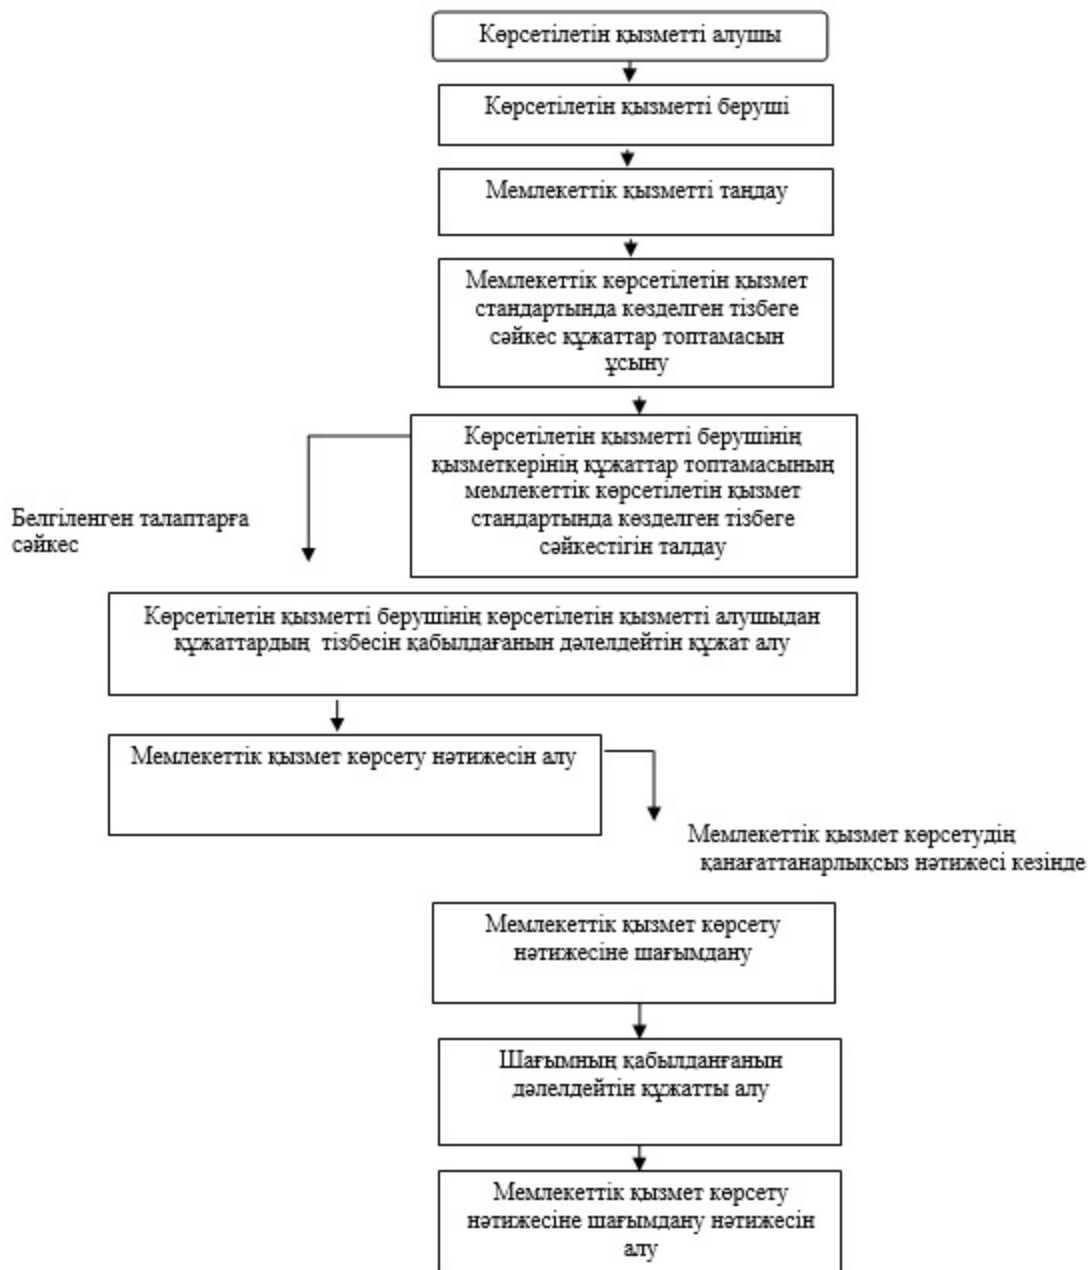 Көрсетілетін қызметті алушы
Көрсетілетін қызметті беруші
Мемлекеттік қызметті таңдау
Мемлекеттік көрсетілетін қызмет
стандартында көзделген тізбеге
сәйкес құжаттар топтамасын
ұсыну
Көрсетілетін қызметті берушінің
қызметкерінің құжаттар топтамасының
мемлекеттік көрсетілетін қызмет
стандартында көзделген тізбеге
сәйкестігін талдау
Белгіленген талаптарға
сәйкес
Көрсетілетін қызметті берушінің көрсетілетін қызметті алушыдан
құжаттардың тізбесін қабылдағанын дәлелдейтін құжат алу
Мемлекеттік қызмет көрсету нәтижесін алу
Мемлекеттік қызмет көрсетудің
қанағаттанарлықсыз нәтижесі кезінде
Мемлекеттік қызмет көрсету
нәтижесіне шағымдану
Шағымның қабылданғанын
дәлелдейтін құжатты алу
Мемлекеттік қызмет көрсету
нәтижесіне шағымдану нәтижесін
алу